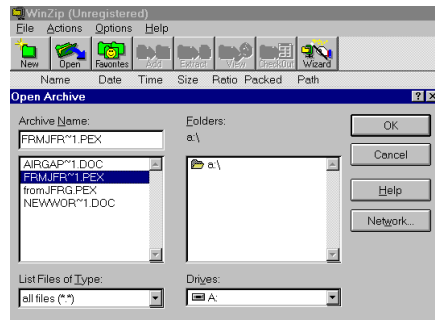 WinZip (Unregistered)
File Actions Options Help
New Open Favorites Add Extract View CheckOut Wizard
Name Date Time Size Ratio Packed Path
Open Archive
Archive Name:
FRMJFR~1.PEX
AIRGAP~1.DOC
FRMJFR~1.PEX
fromJFRG.PEX
NEWWOR~1.DOC
Folders:
a:\
a:\
OK
Cancel
Help
Network...
List Files of Type:
all files (*.*)
Drives:
A: